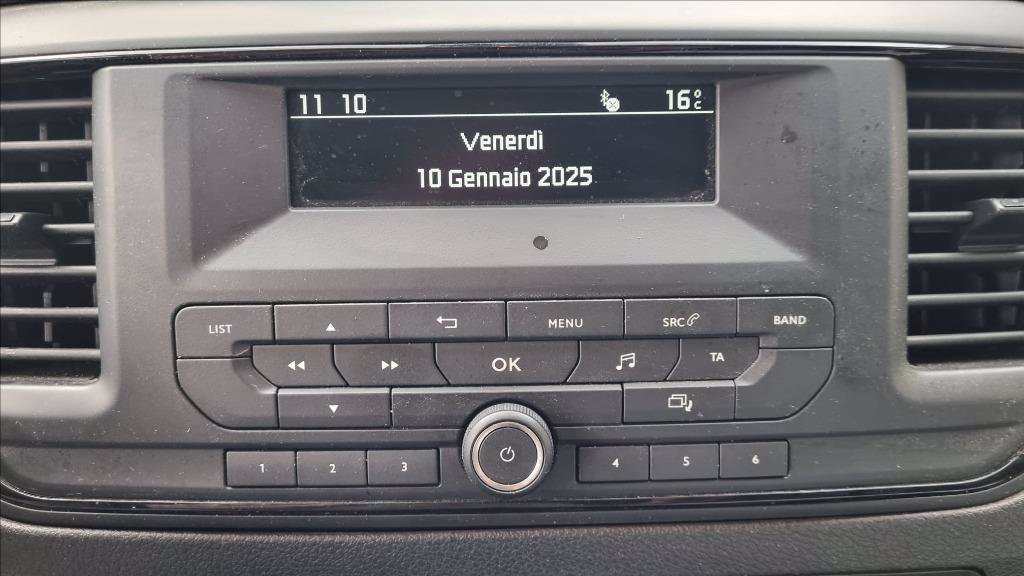 11 10 16°C
Venerdì
10 Gennaio 2025
LIST MENU SRC BAND
OK TA
1 2 3 4 5 6